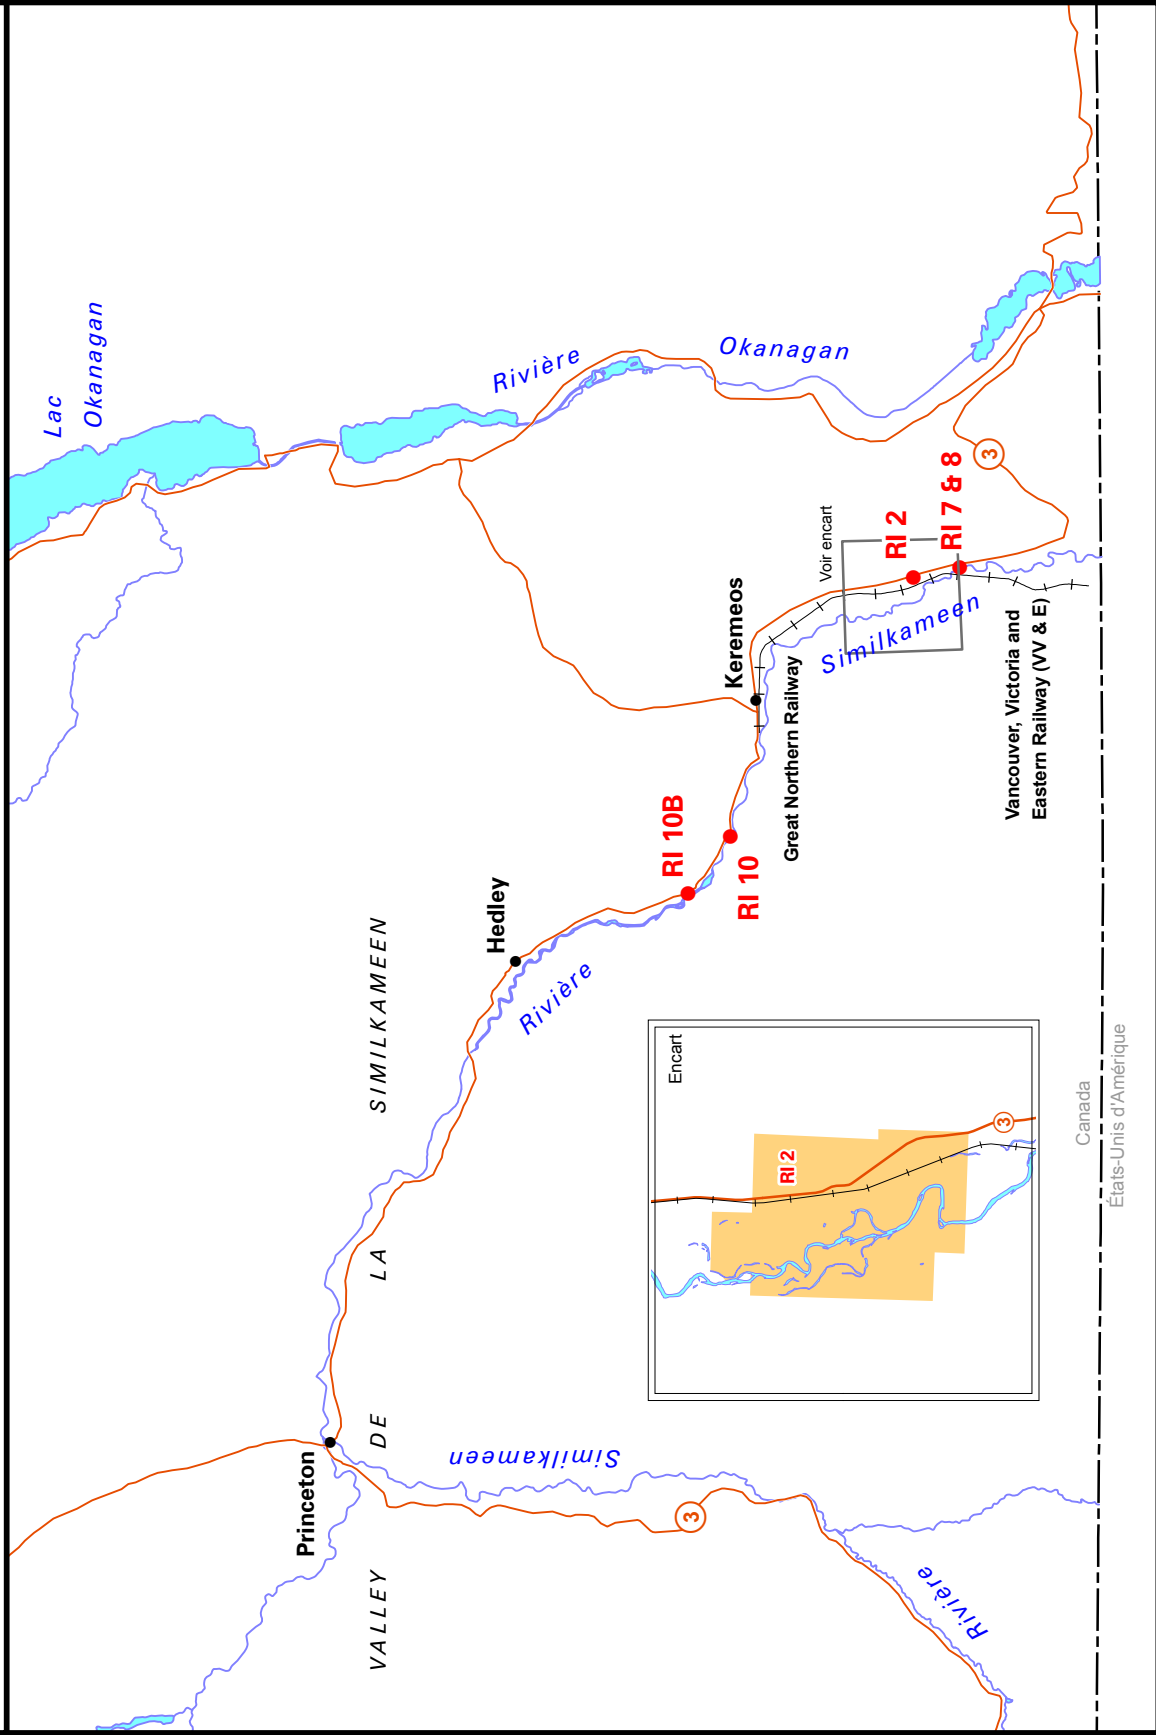 Lac
Okanagan
Rivière
Okanagan
3
RI 7 & 8
RI 2
Voir encart
Keremeos
Similkameen
Great Northern Railway
Vancouver, Victoria and
Eastern Railway (VV & E)
RI 10B
RI 10
Hedley
Rivière
VALLEY DE LA SIMILKAMEEN
Princeton
Similkameen
3
Rivière
Encart
RI 2
3
Canada
États-Unis d'Amérique